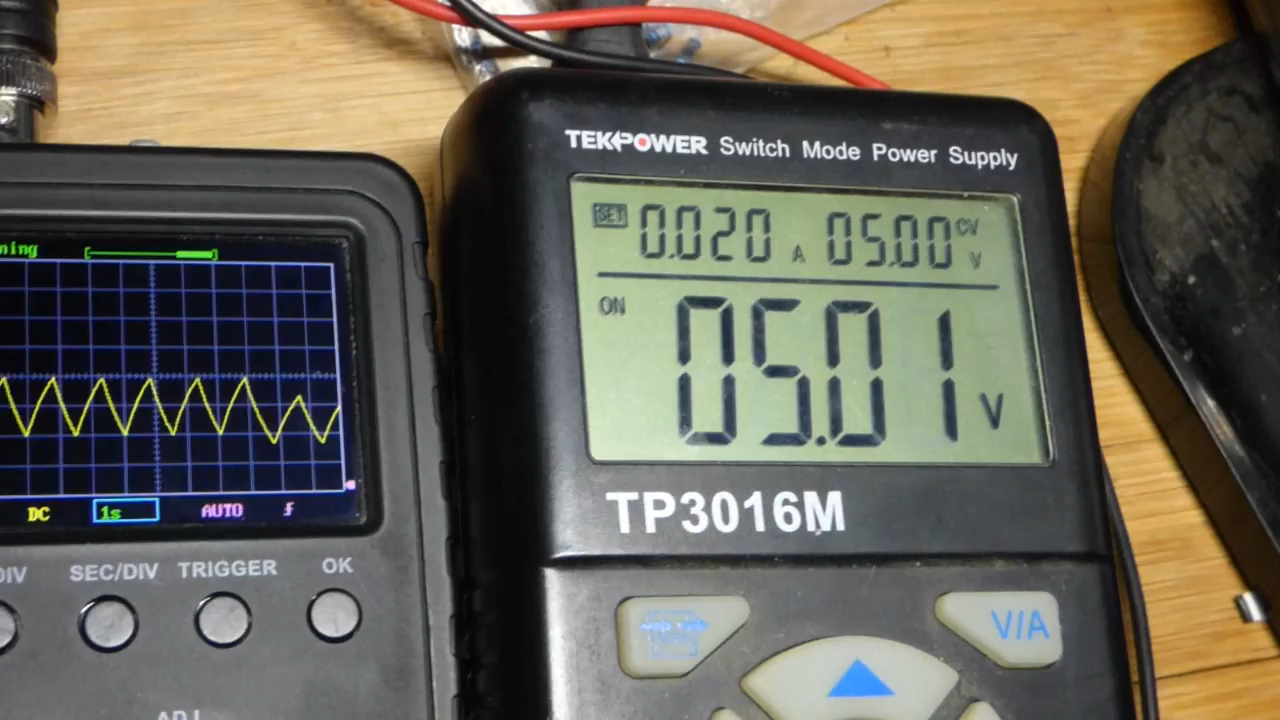 TEKPOWER Switch Mode Power Supply
SET 0.020 A 05.00 CV V
ON 05.01 V
TP3016M
V/A
ning
DC 1s AUTO
DIV SEC/DIV TRIGGER OK
ADJ